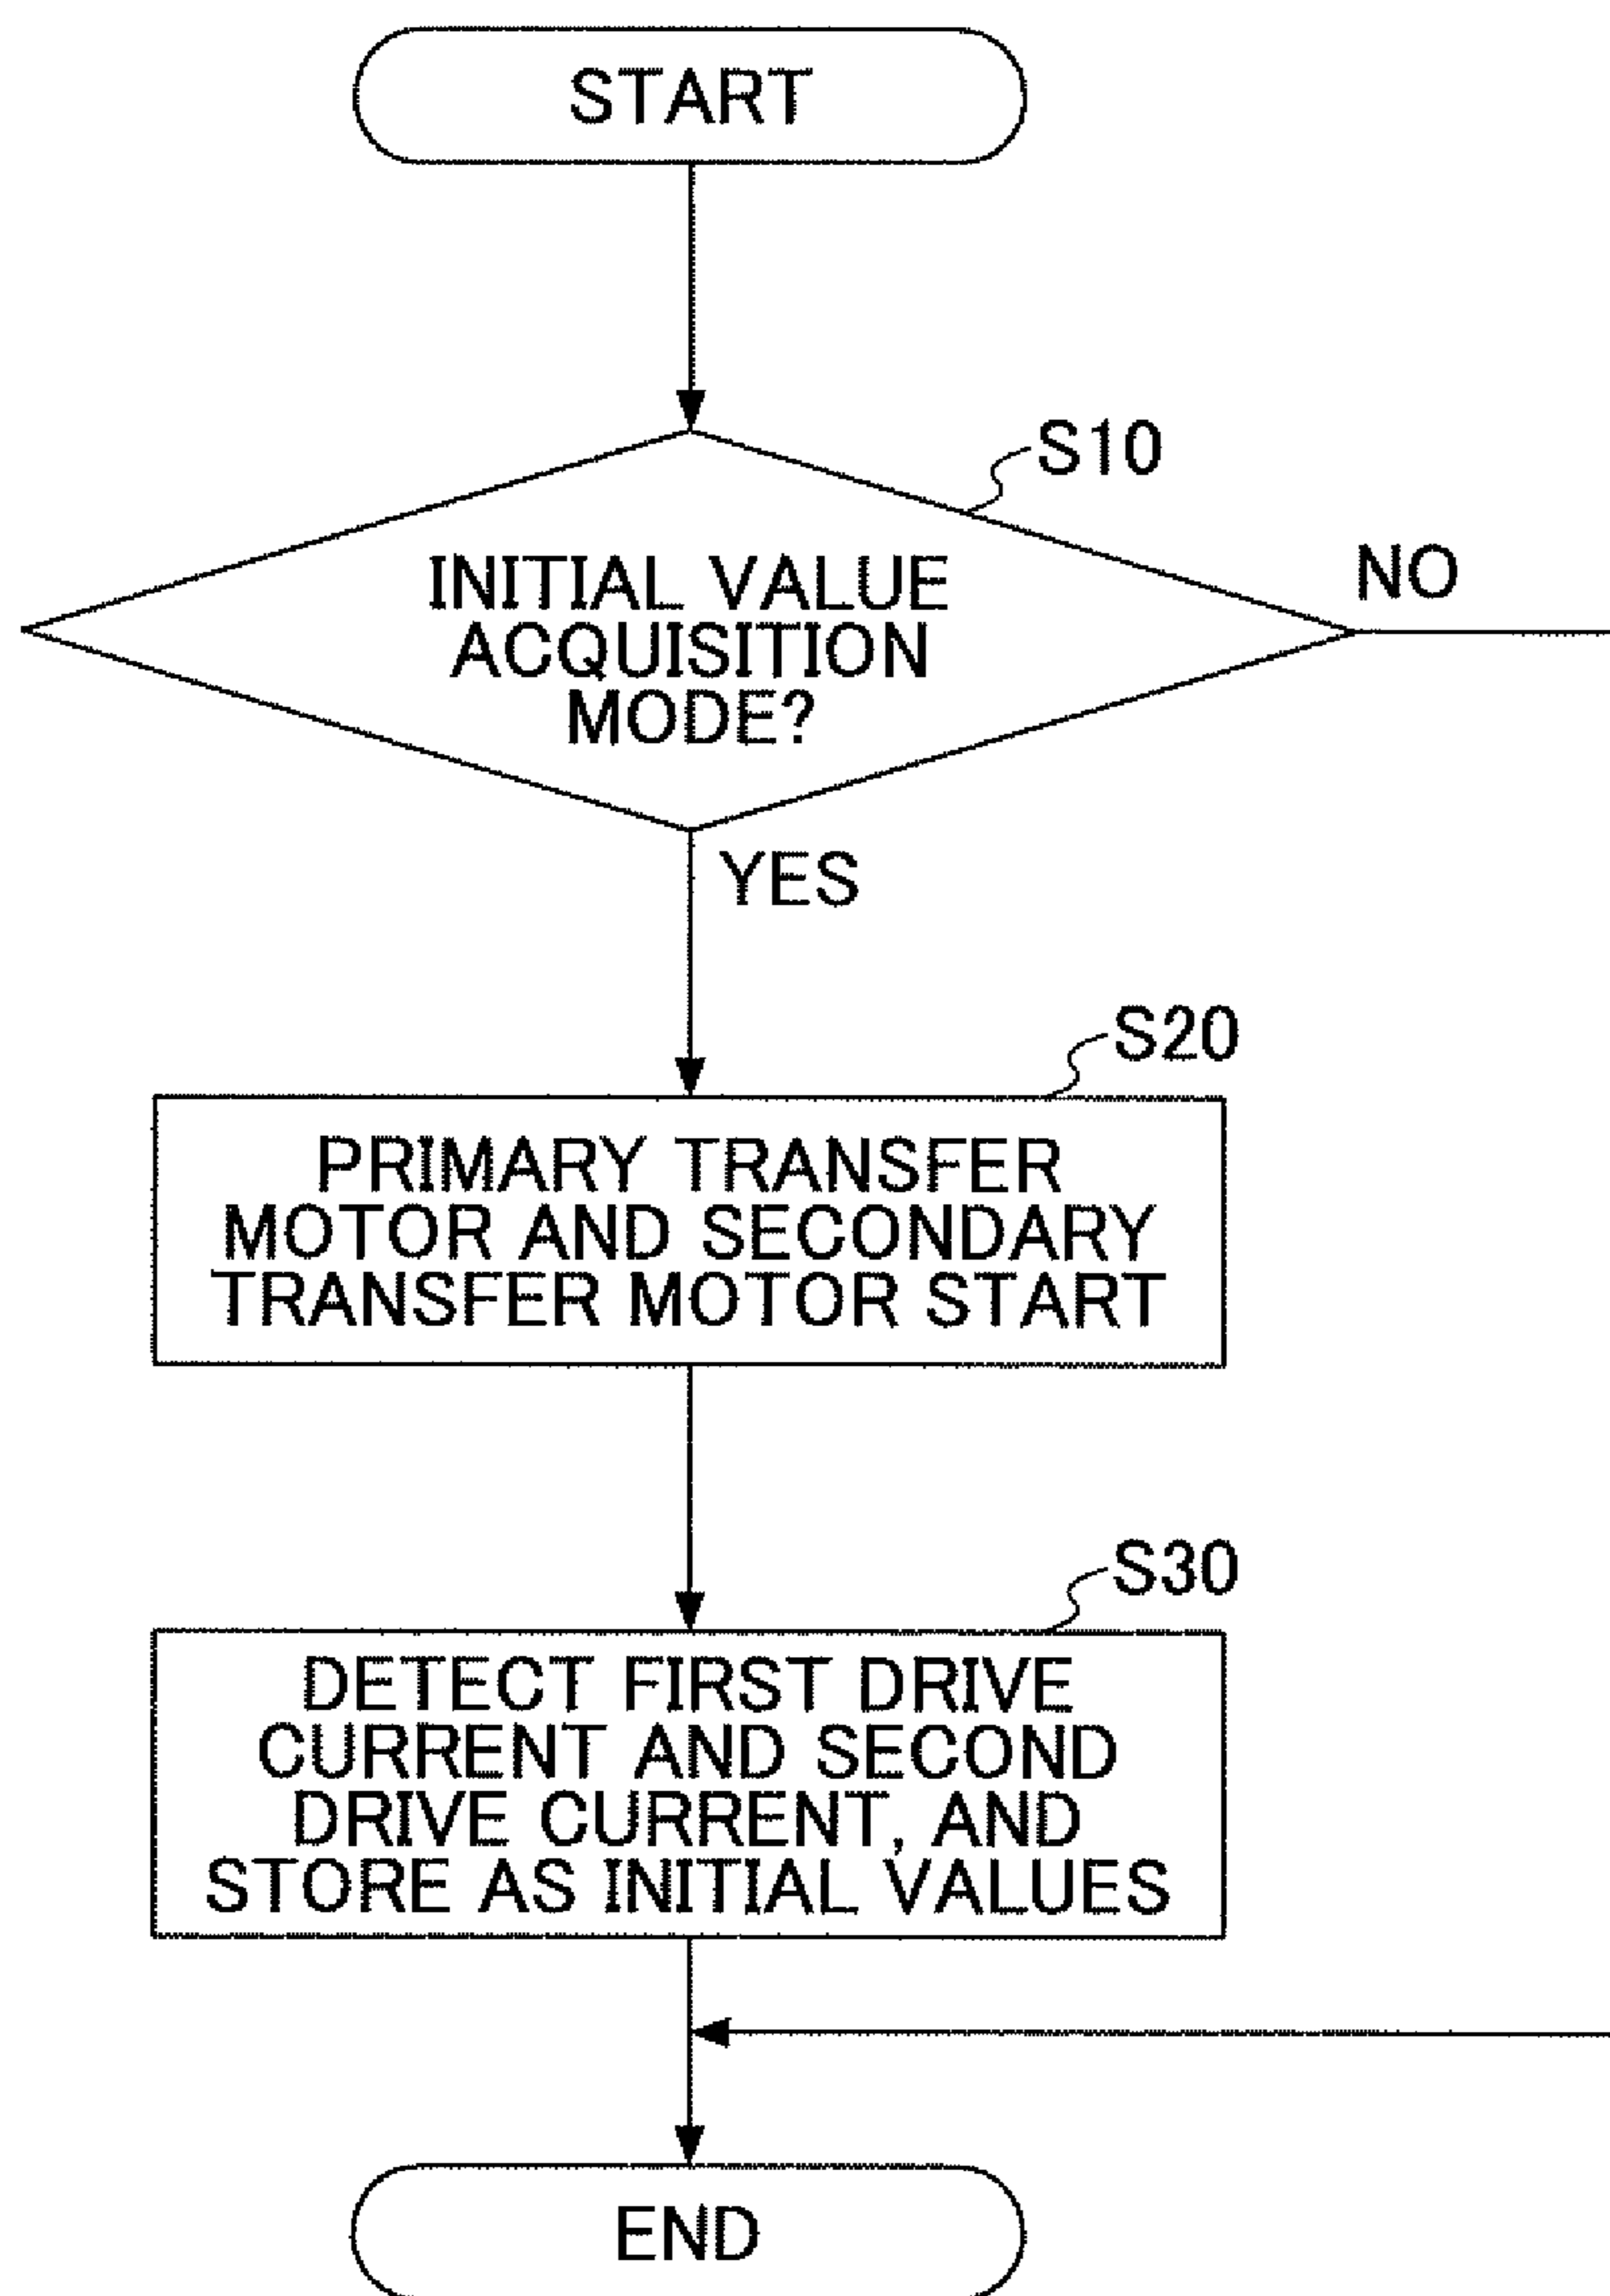 START
S10
INITIAL VALUE
ACQUISITION
MODE?
NO
YES
S20
PRIMARY TRANSFER
MOTOR AND SECONDARY
TRANSFER MOTOR START
S30
DETECT FIRST DRIVE
CURRENT AND SECOND
DRIVE CURRENT, AND
STORE AS INITIAL VALUES
END